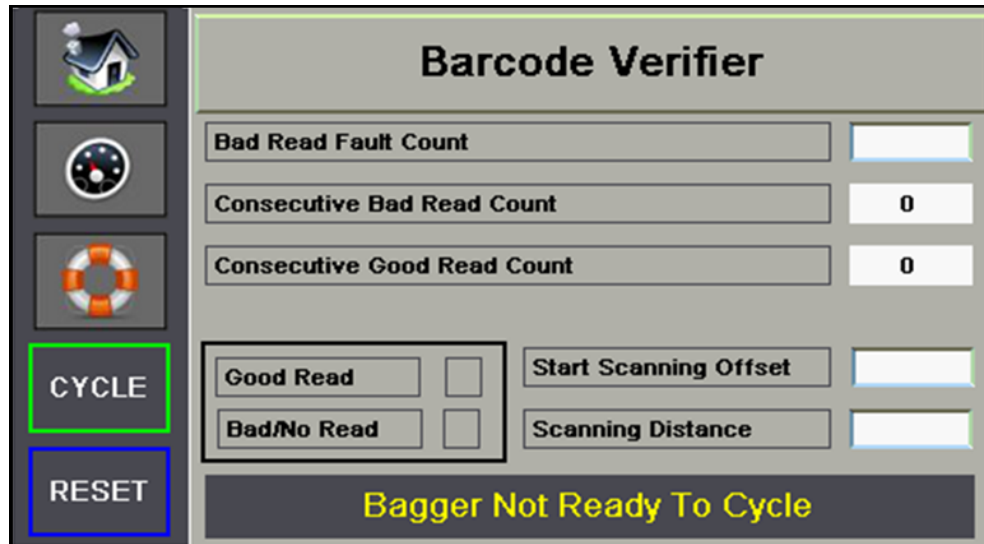 Barcode Verifier
Bad Read Fault Count
Consecutive Bad Read Count 0
Consecutive Good Read Count 0
CYCLE
Good Read
Start Scanning Offset
Bad/No Read
Scanning Distance
RESET
Bagger Not Ready To Cycle